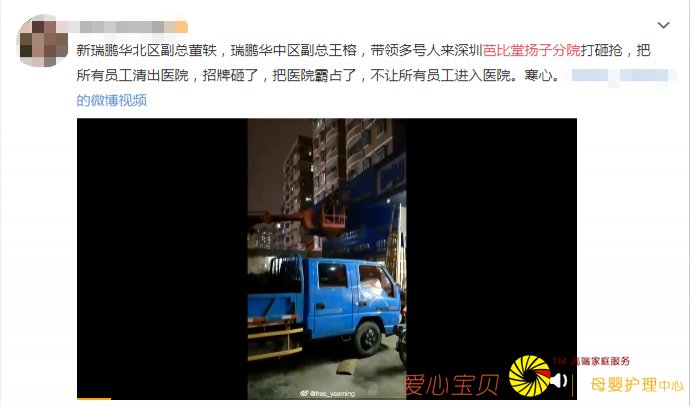 新瑞鹏华北区副总董轶，瑞鹏华中区副总王榕，带领多号人来深圳芭比堂扬子分院打砸抢，把
所有员工清出医院，招牌砸了，把医院霸占了，不让所有员工进入医院。寒心。
的微博视频
@free_yeaming
TM 高端家庭服务
爱心宝贝
母婴护理中心